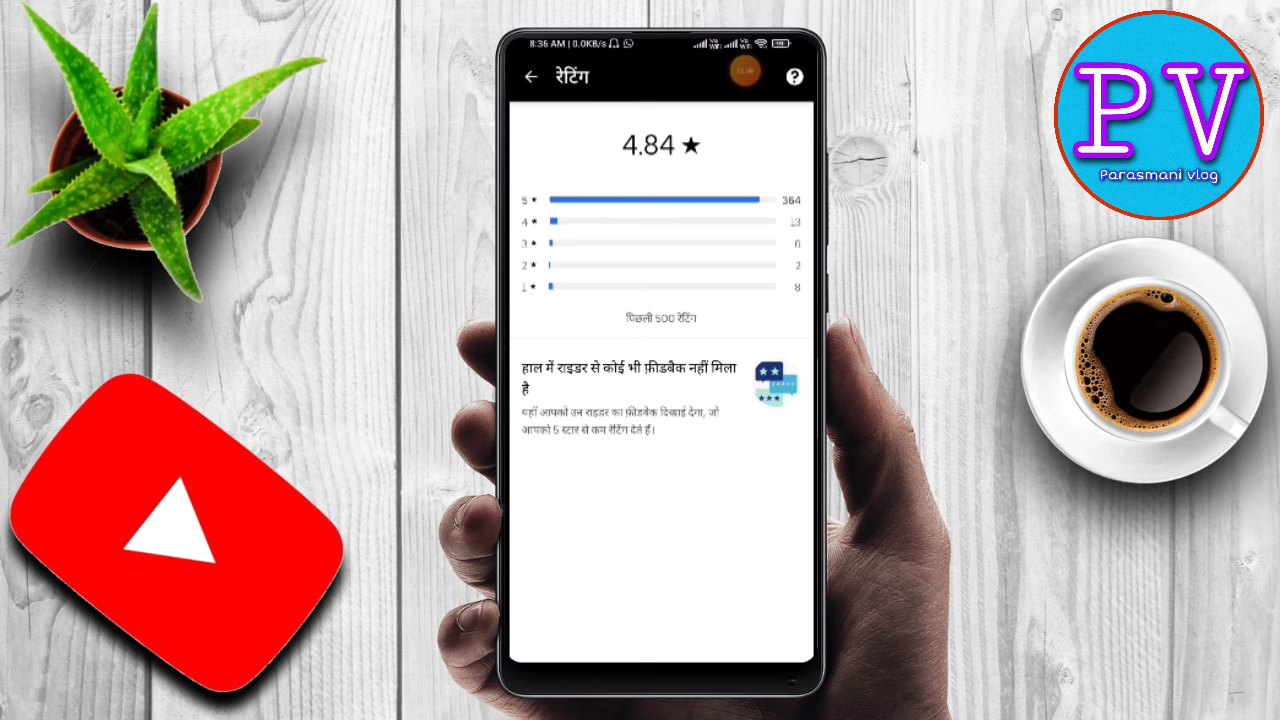 8:36 AM | 0.0KB/s
रेटिंग
4.84 ★
5 ★ 364
4 ★ 13
3 ★ 6
2 ★ 2
1 ★ 8
पिछली 500 रेटिंग
हाल में राइडर से कोई भी फ़ीडबैक नहीं मिला
है
यहाँ आपको उन राइडर का फ़ीडबैक दिखाई देगा, जो
आपको 5 स्टार से कम रेटिंग देते हैं।
PV
Parasmani vlog